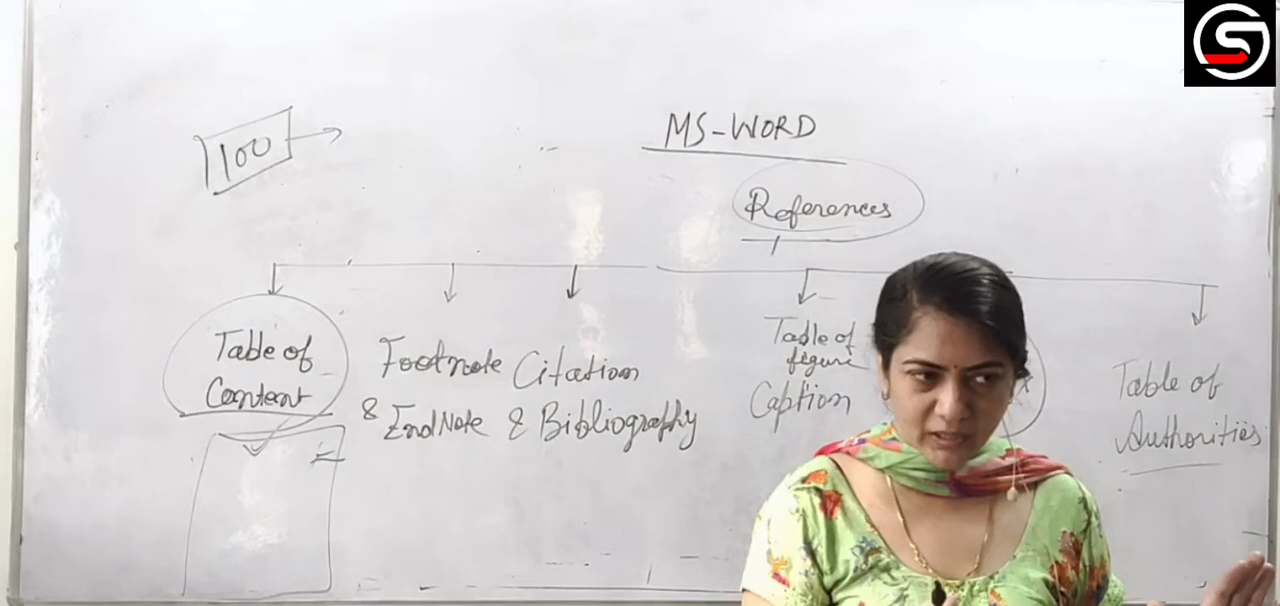 100
MS-WORD
References
Table of
Content
Footnote
& EndNote
Citation
& Bibliography
Table of
figure
Caption
x
Table of
Authorities